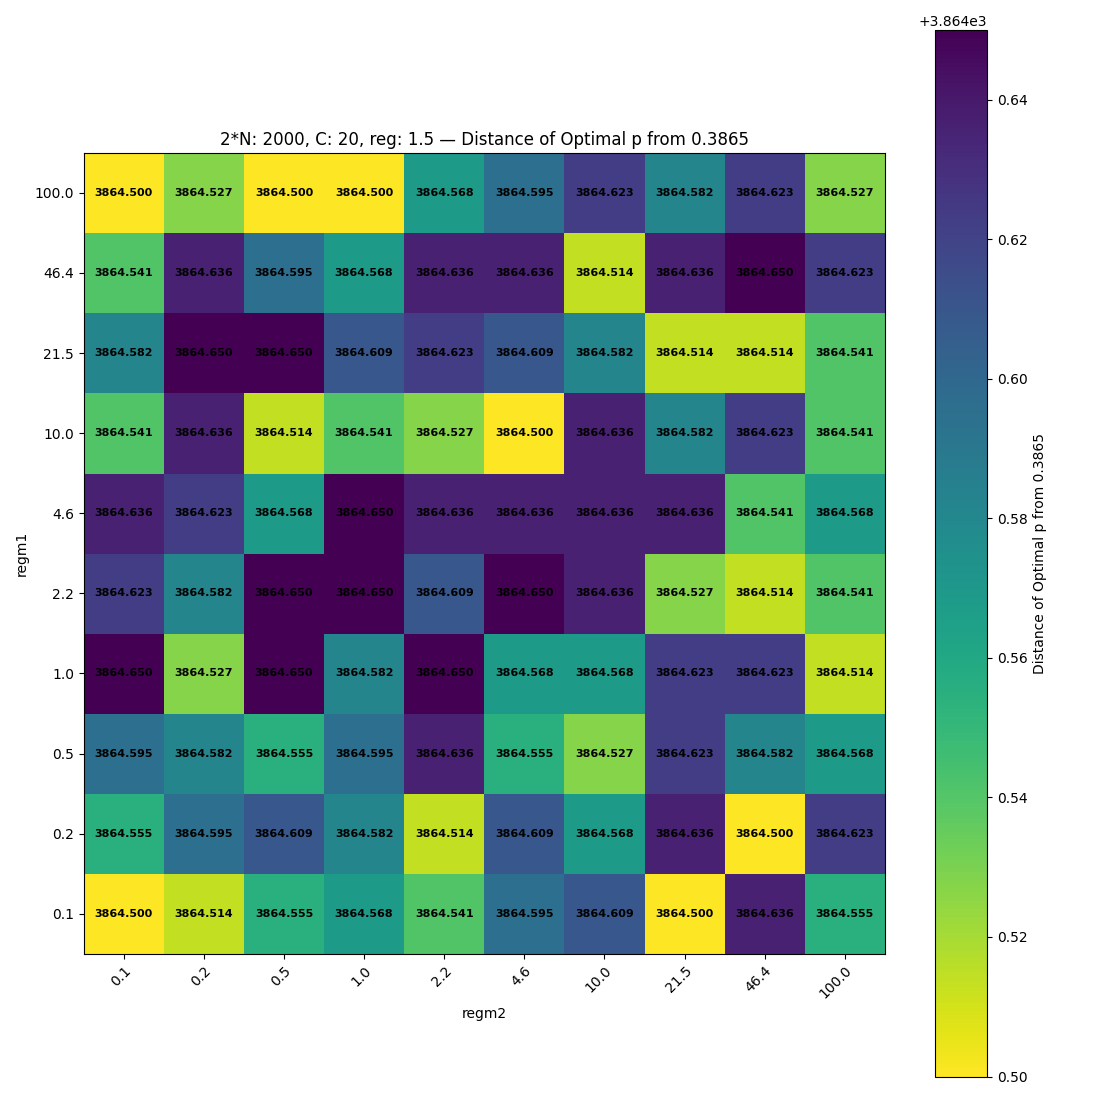 +3.864e3
2*N: 2000, C: 20, reg: 1.5 — Distance of Optimal p from 0.3865
100.0 3864.500 3864.527 3864.500 3864.500 3864.568 3864.595 3864.623 3864.582 3864.623 3864.527
46.4 3864.541 3864.636 3864.595 3864.568 3864.636 3864.636 3864.514 3864.636 3864.650 3864.623
21.5 3864.582 3864.650 3864.650 3864.609 3864.623 3864.609 3864.582 3864.514 3864.514 3864.541
10.0 3864.541 3864.636 3864.514 3864.541 3864.527 3864.500 3864.636 3864.582 3864.623 3864.541
4.6 3864.636 3864.623 3864.568 3864.650 3864.636 3864.636 3864.636 3864.636 3864.541 3864.568
2.2 3864.623 3864.582 3864.650 3864.650 3864.609 3864.650 3864.636 3864.527 3864.514 3864.541
1.0 3864.650 3864.527 3864.650 3864.582 3864.650 3864.568 3864.568 3864.623 3864.623 3864.514
0.5 3864.595 3864.582 3864.555 3864.595 3864.636 3864.555 3864.527 3864.623 3864.582 3864.568
0.2 3864.555 3864.595 3864.609 3864.582 3864.514 3864.609 3864.568 3864.636 3864.500 3864.623
0.1 3864.500 3864.514 3864.555 3864.568 3864.541 3864.595 3864.609 3864.500 3864.636 3864.555
0.1 0.2 0.5 1.0 2.2 4.6 10.0 21.5 46.4 100.0
regm2
regm1
0.64
0.62
0.60
0.58
0.56
0.54
0.52
0.50
Distance of Optimal p from 0.3865